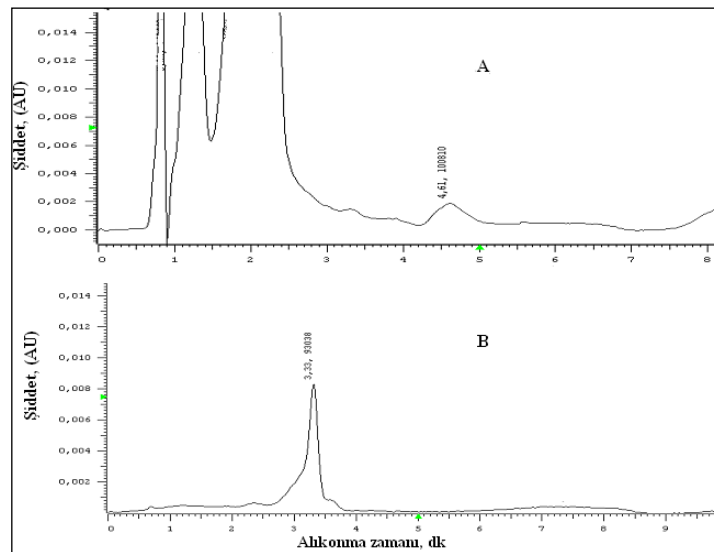 0,014
0,012
0,010
0,008
0,006
0,004
0,002
0,000
Şiddet, (AU)
A
4,61, 100810
0 1 2 3 4 5 6 7 8
0,014
0,012
0,010
0,008
0,006
0,004
0,002
Şiddet, (AU)
B
3,33, 93038
0 1 2 3 4 5 6 7 8 9
Alıkonma zamanı, dk